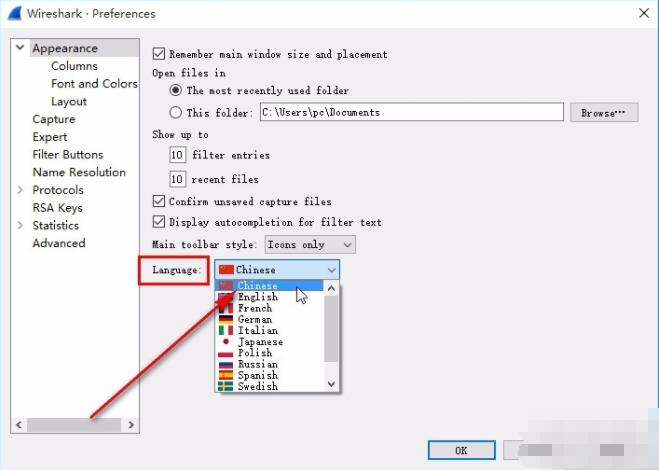 Wireshark · Preferences
Appearance
Columns
Font and Colors
Layout
Capture
Expert
Filter Buttons
Name Resolution
Protocols
RSA Keys
Statistics
Advanced
Remember main window size and placement
Open files in
The most recently used folder
This folder: C:\Users\pc\Documents Browse…
Show up to
10 filter entries
10 recent files
Confirm unsaved capture files
Display autocompletion for filter text
Main toolbar style: Icons only
Language: Chinese
Chinese
English
French
German
Italian
Japanese
Polish
Russian
Spanish
Swedish
OK